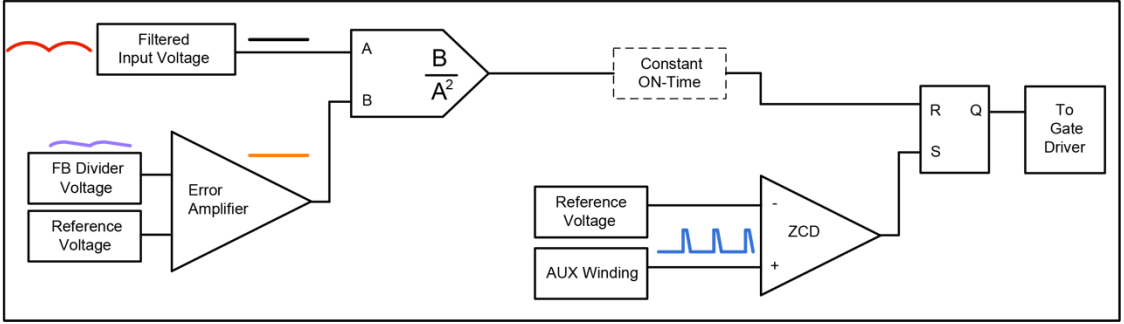 Filtered
Input Voltage
A
B
B
A²
Constant
ON-Time
R
Q
S
To
Gate
Driver
FB Divider
Voltage
Reference
Voltage
Error
Amplifier
Reference
Voltage
AUX Winding
-
+
ZCD